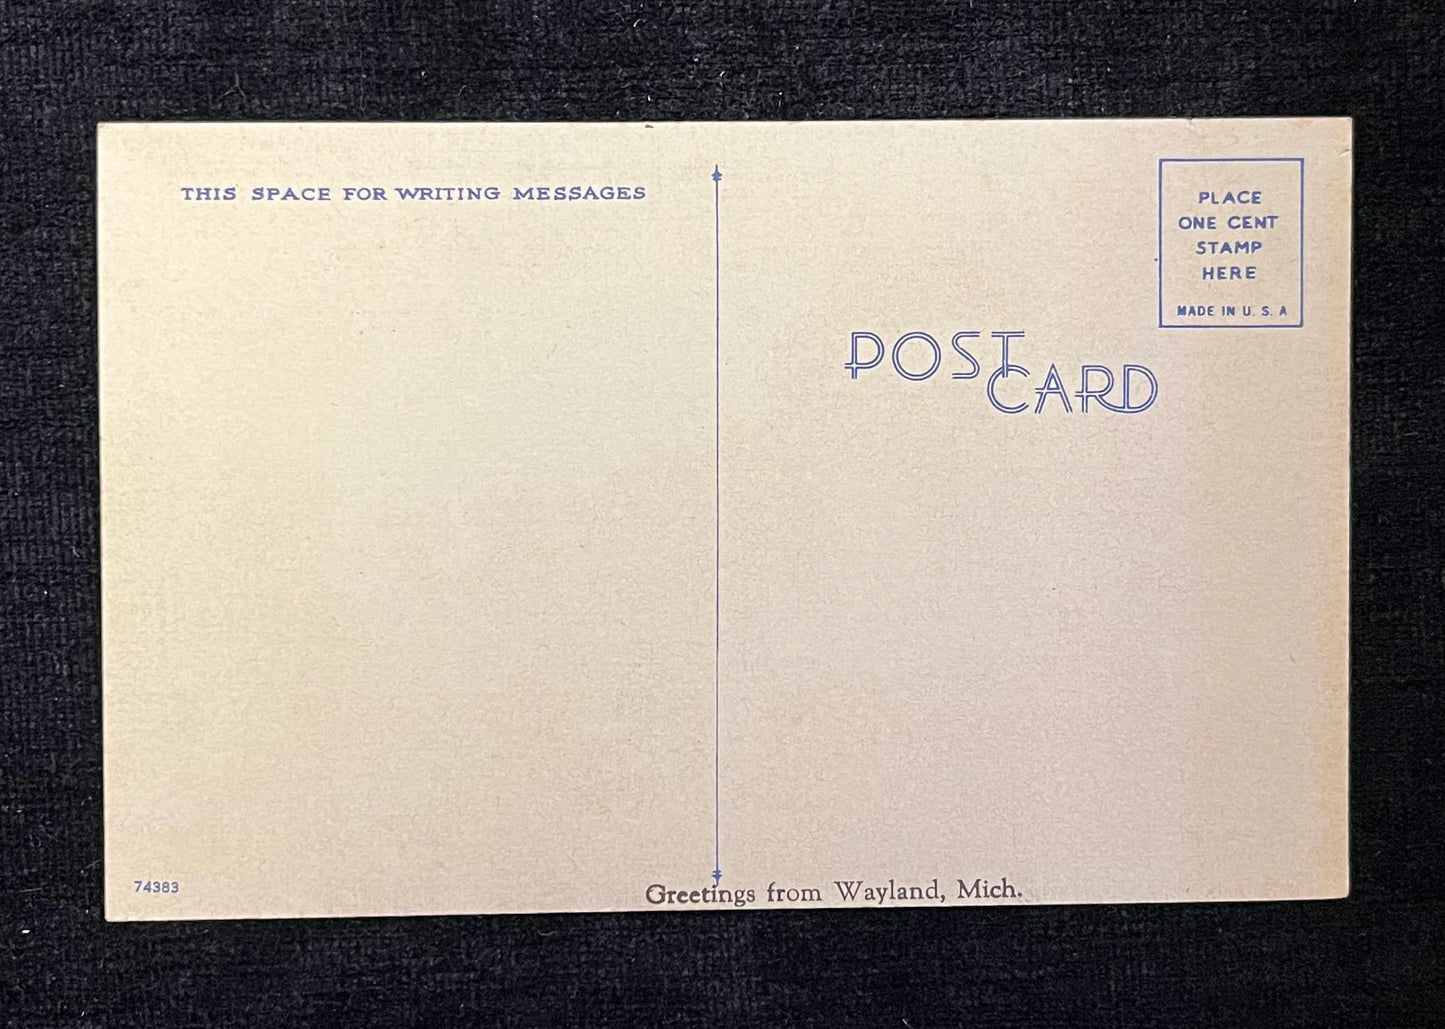 THIS SPACE FOR WRITING MESSAGES
PLACE
ONE CENT
STAMP
HERE
MADE IN U. S. A
POST
CARD
74383
Greetings from Wayland, Mich.